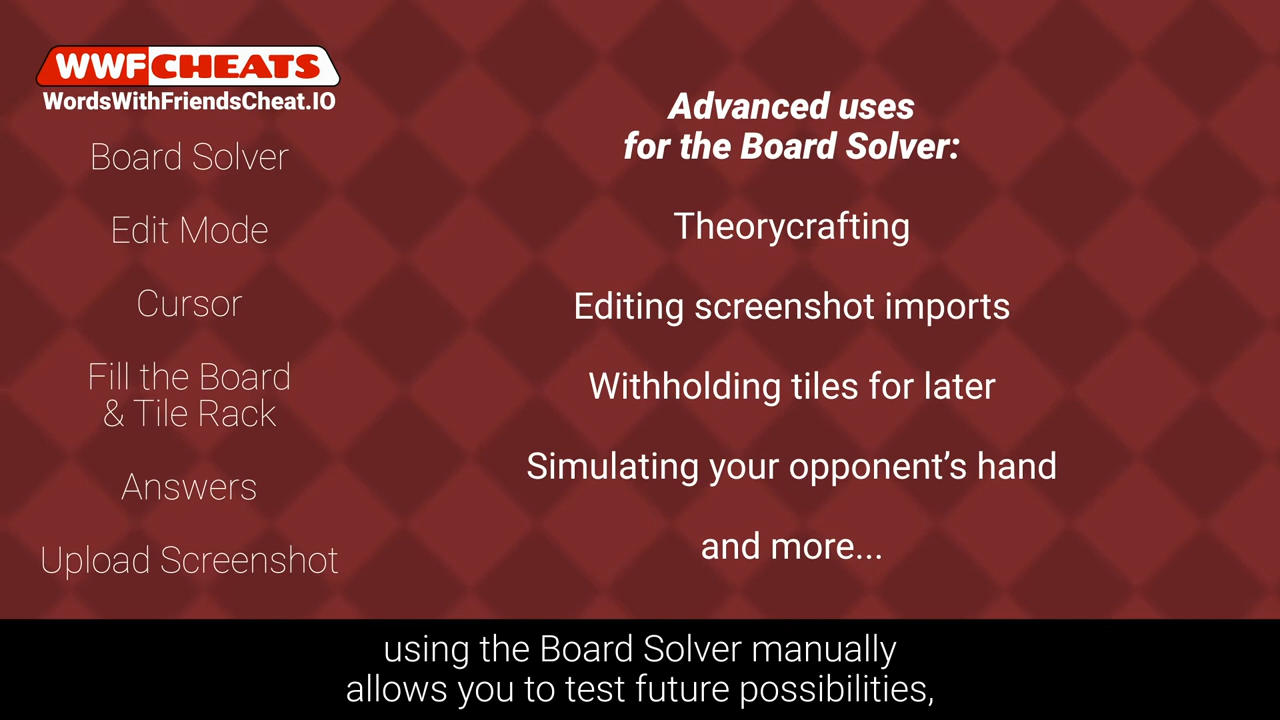 WWFCHEATS
WordsWithFriendsCheat.IO
Board Solver
Edit Mode
Cursor
Fill the Board
& Tile Rack
Answers
Upload Screenshot
Advanced uses
for the Board Solver:
Theorycrafting
Editing screenshot imports
Withholding tiles for later
Simulating your opponent’s hand
and more...
using the Board Solver manually
allows you to test future possibilities,